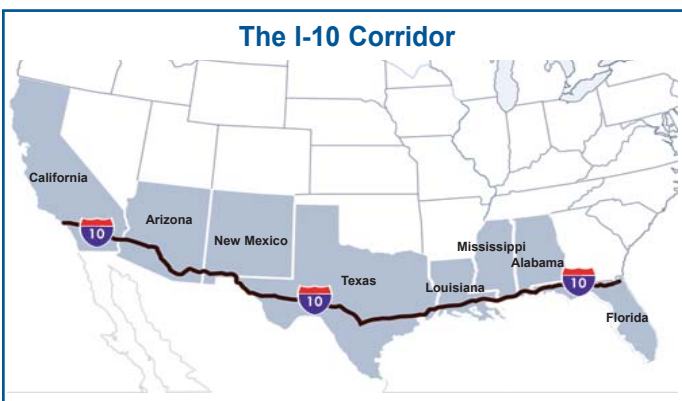 The I-10 Corridor
California
10
Arizona
New Mexico
Texas
10
Louisiana
Mississippi
Alabama
10
Florida